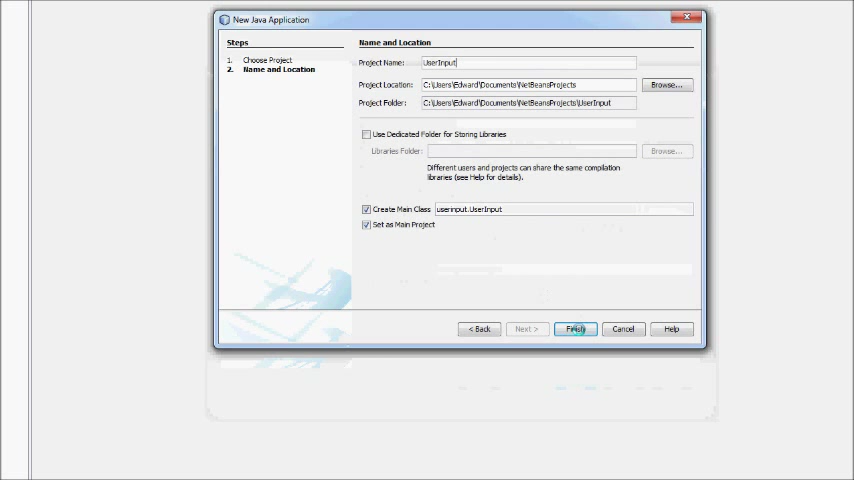 New Java Application
Steps
1. Choose Project
2. Name and Location
Name and Location
Project Name: UserInput
Project Location: C:\Users\Edward\Documents\NetBeansProjects Browse...
Project Folder: C:\Users\Edward\Documents\NetBeansProjects\UserInput
Use Dedicated Folder for Storing Libraries
Libraries Folder: Browse...
Different users and projects can share the same compilation
libraries (see Help for details).
Create Main Class userinput.UserInput
Set as Main Project
< Back Next > Finish Cancel Help